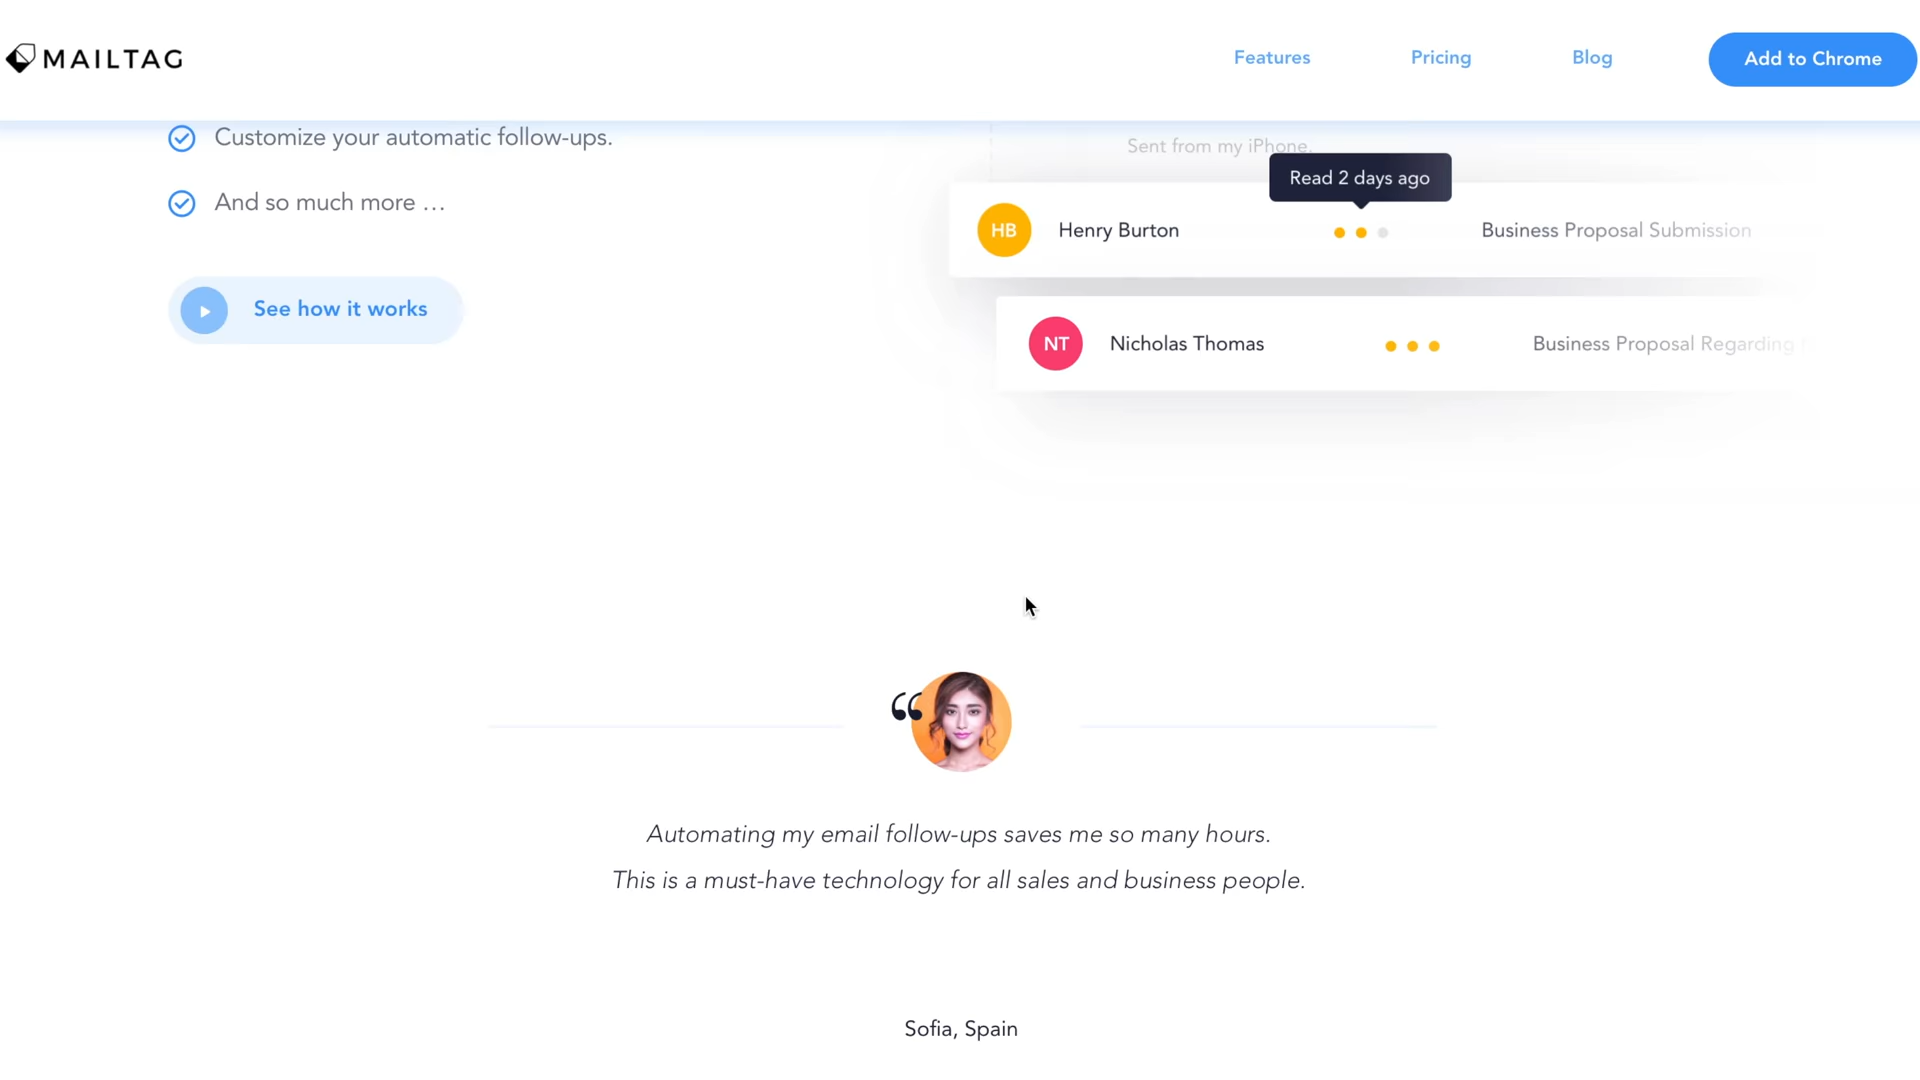 MAILTAG
Features
Pricing
Blog
Add to Chrome
Customize your automatic follow-ups.
And so much more …
See how it works
Sent from my iPhone.
Read 2 days ago
HB
Henry Burton
Business Proposal Submission
NT
Nicholas Thomas
Business Proposal Regarding
“
Automating my email follow-ups saves me so many hours.
This is a must-have technology for all sales and business people.
Sofia, Spain